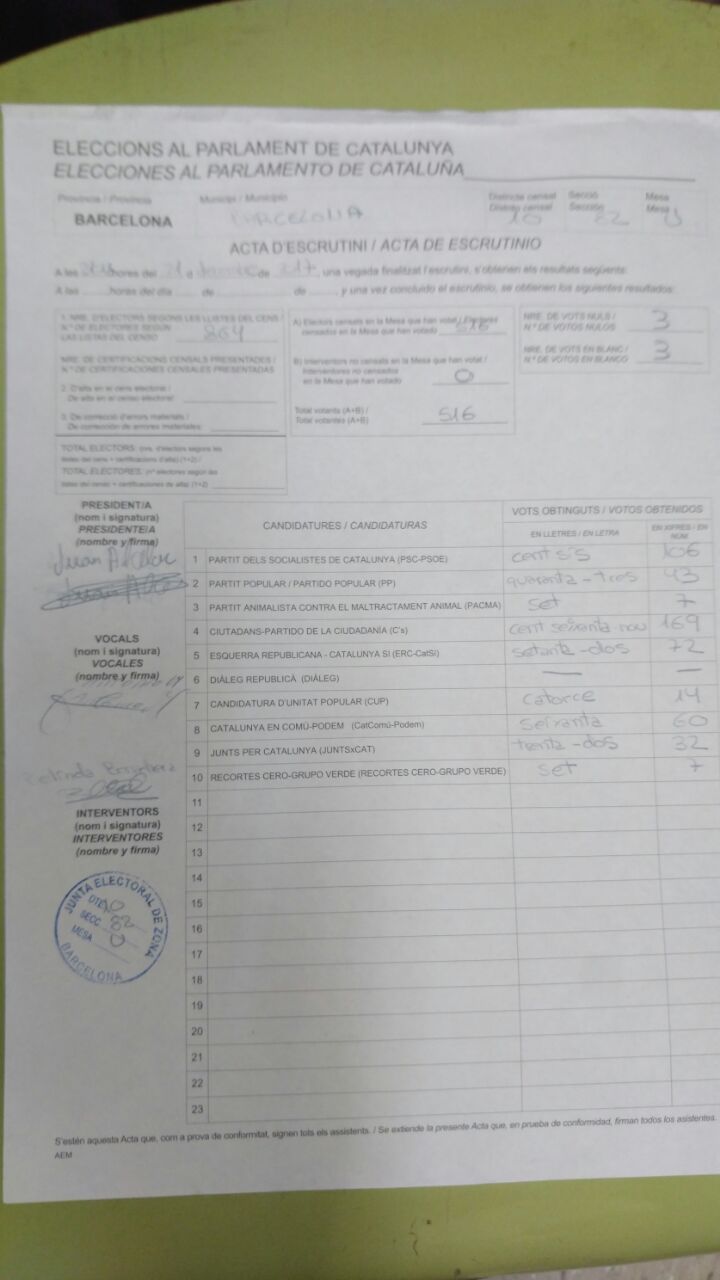 ELECCIONS AL PARLAMENT DE CATALUNYA
ELECCIONES AL PARLAMENTO DE CATALUÑA
Província / Provincia Municipi / Municipio Districte censal Secció Mesa
Distrito censal Sección Mesa
BARCELONA BARCELONA 10 82 U
ACTA D'ESCRUTINI / ACTA DE ESCRUTINIO
A les hores del 21 d de 2017, una vegada finalitzat l'escrutini, s'obtenen els resultats següents:
A las horas del día de de y una vez concluido el escrutinio, se obtienen los siguientes resultados:
1. NRE. D'ELECTORS SEGONS LES LLISTES DEL CENS /
N.º DE ELECTORES SEGÚN
LAS LISTAS DEL CENSO 864
NRE. DE CERTIFICACIONS CENSALS PRESENTADES /
N.º DE CERTIFICACIONES CENSALES PRESENTADAS
2. D'alta en el cens electoral /
De alta en el censo electoral:
3. De correcció d'errors materials /
De corrección de errores materiales:
TOTAL ELECTORS: (nre. d'electors segons les
llistes del cens + certificacions d'alta) (1+2) /
TOTAL ELECTORES: (nº electores según las
listas del censo + certificaciones de alta) (1+2)
A) Electors censats en la Mesa que han votat / Electores
censados en la Mesa que han votado 516
B) Interventors no censats en la Mesa que han votat /
Interventores no censados
en la Mesa que han votado 0
Total votants (A+B) /
Total votantes (A+B) 516
NRE. DE VOTS NULS /
N.º DE VOTOS NULOS 3
NRE. DE VOTS EN BLANC /
N.º DE VOTOS EN BLANCO 3
PRESIDENT/A
(nom i signatura)
PRESIDENTE/A
(nombre y firma)
Juan
VOCALS
(nom i signatura)
VOCALES
(nombre y firma)
INTERVENTORS
(nom i signatura)
INTERVENTORES
(nombre y firma)
JUNTA ELECTORAL DE ZONA
DTE. 10
SECC. 82
MESA U
BARCELONA
CANDIDATURES / CANDIDATURAS VOTS OBTINGUTS / VOTOS OBTENIDOS
EN LLETRES / EN LETRA EN XIFRES / EN NÚM.
1 PARTIT DELS SOCIALISTES DE CATALUNYA (PSC-PSOE) cent sis 106
2 PARTIT POPULAR / PARTIDO POPULAR (PP) quaranta-tres 43
3 PARTIT ANIMALISTA CONTRA EL MALTRACTAMENT ANIMAL (PACMA) set 7
4 CIUTADANS-PARTIDO DE LA CIUDADANÍA (C's) cent seixanta nou 169
5 ESQUERRA REPUBLICANA - CATALUNYA SÍ (ERC-CatSí) setanta-dos 72
6 DIÀLEG REPUBLICÀ (DIÀLEG) — —
7 CANDIDATURA D'UNITAT POPULAR (CUP) catorce 14
8 CATALUNYA EN COMÚ-PODEM (CatComú-Podem) seixanta 60
9 JUNTS PER CATALUNYA (JUNTSxCAT) trenta-dos 32
10 RECORTES CERO-GRUPO VERDE (RECORTES CERO-GRUPO VERDE) set 7
11
12
13
14
15
16
17
18
19
20
21
22
23
S'estén aquesta Acta que, com a prova de conformitat, signen tots els assistents. / Se extiende la presente Acta que, en prueba de conformidad, firman todos los asistentes.
AEM